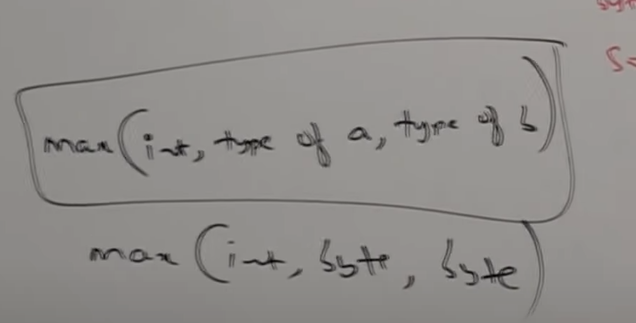 max(int, type of a, type of b)
max(int, byte, byte)